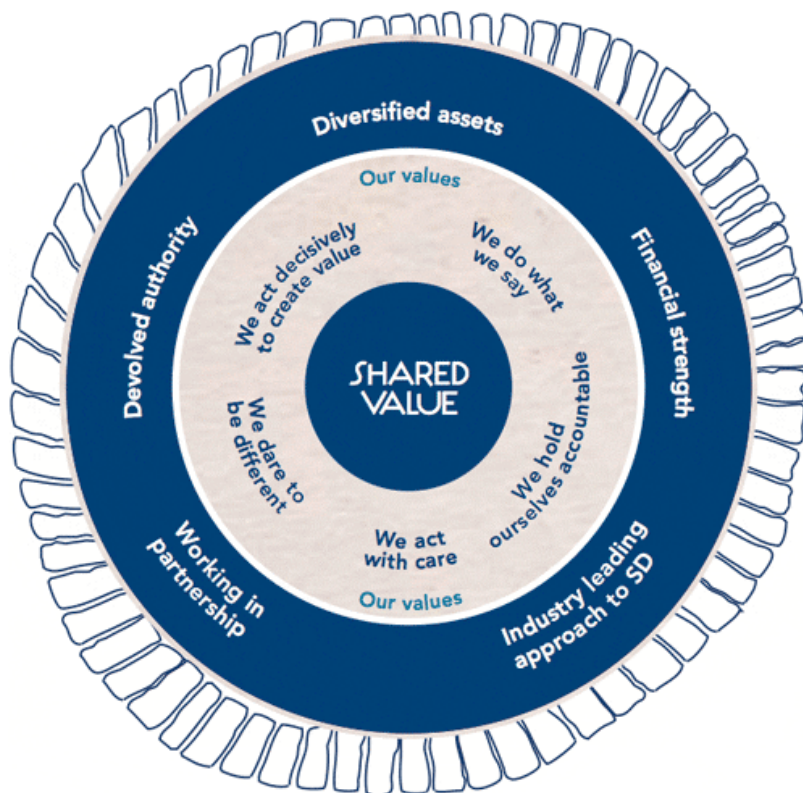 Diversified assets
Financial strength
Industry leading
approach to SD
Working in
partnership
Devolved authority
Our values
We do what
we say
We hold
ourselves accountable
We act
with care
We dare to
be different
We act decisively
to create value
Our values
SHARED
VALUE